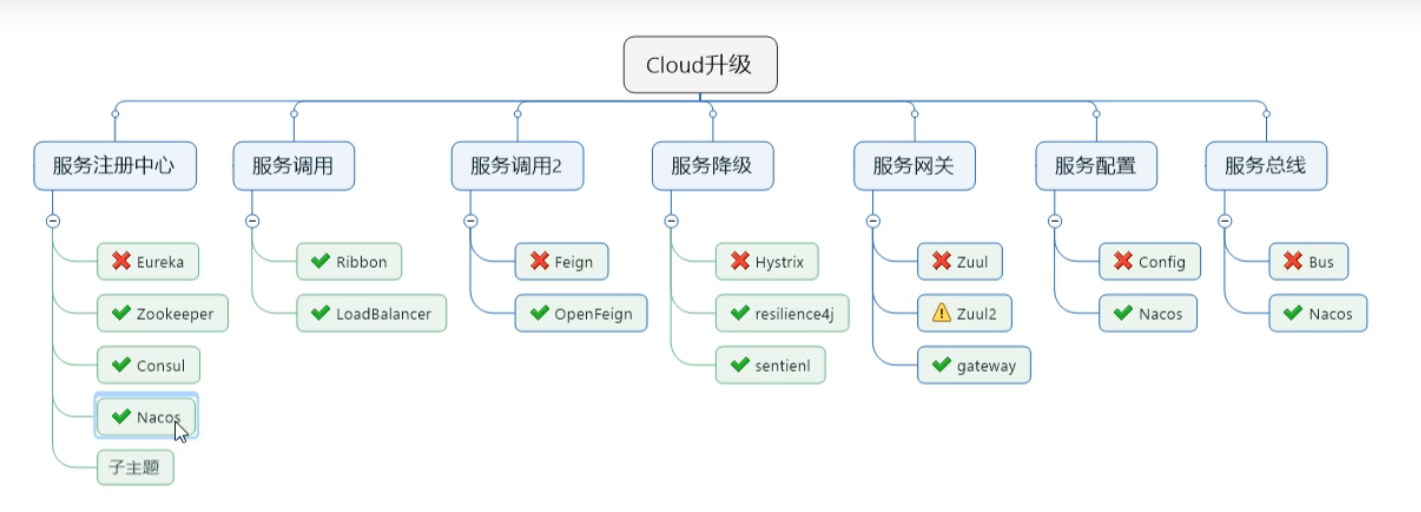 Cloud升级
服务注册中心
服务调用
服务调用2
服务降级
服务网关
服务配置
服务总线
Eureka
Zookeeper
Consul
Nacos
子主题
Ribbon
LoadBalancer
Feign
OpenFeign
Hystrix
resilience4j
sentienl
Zuul
Zuul2
gateway
Config
Nacos
Bus
Nacos